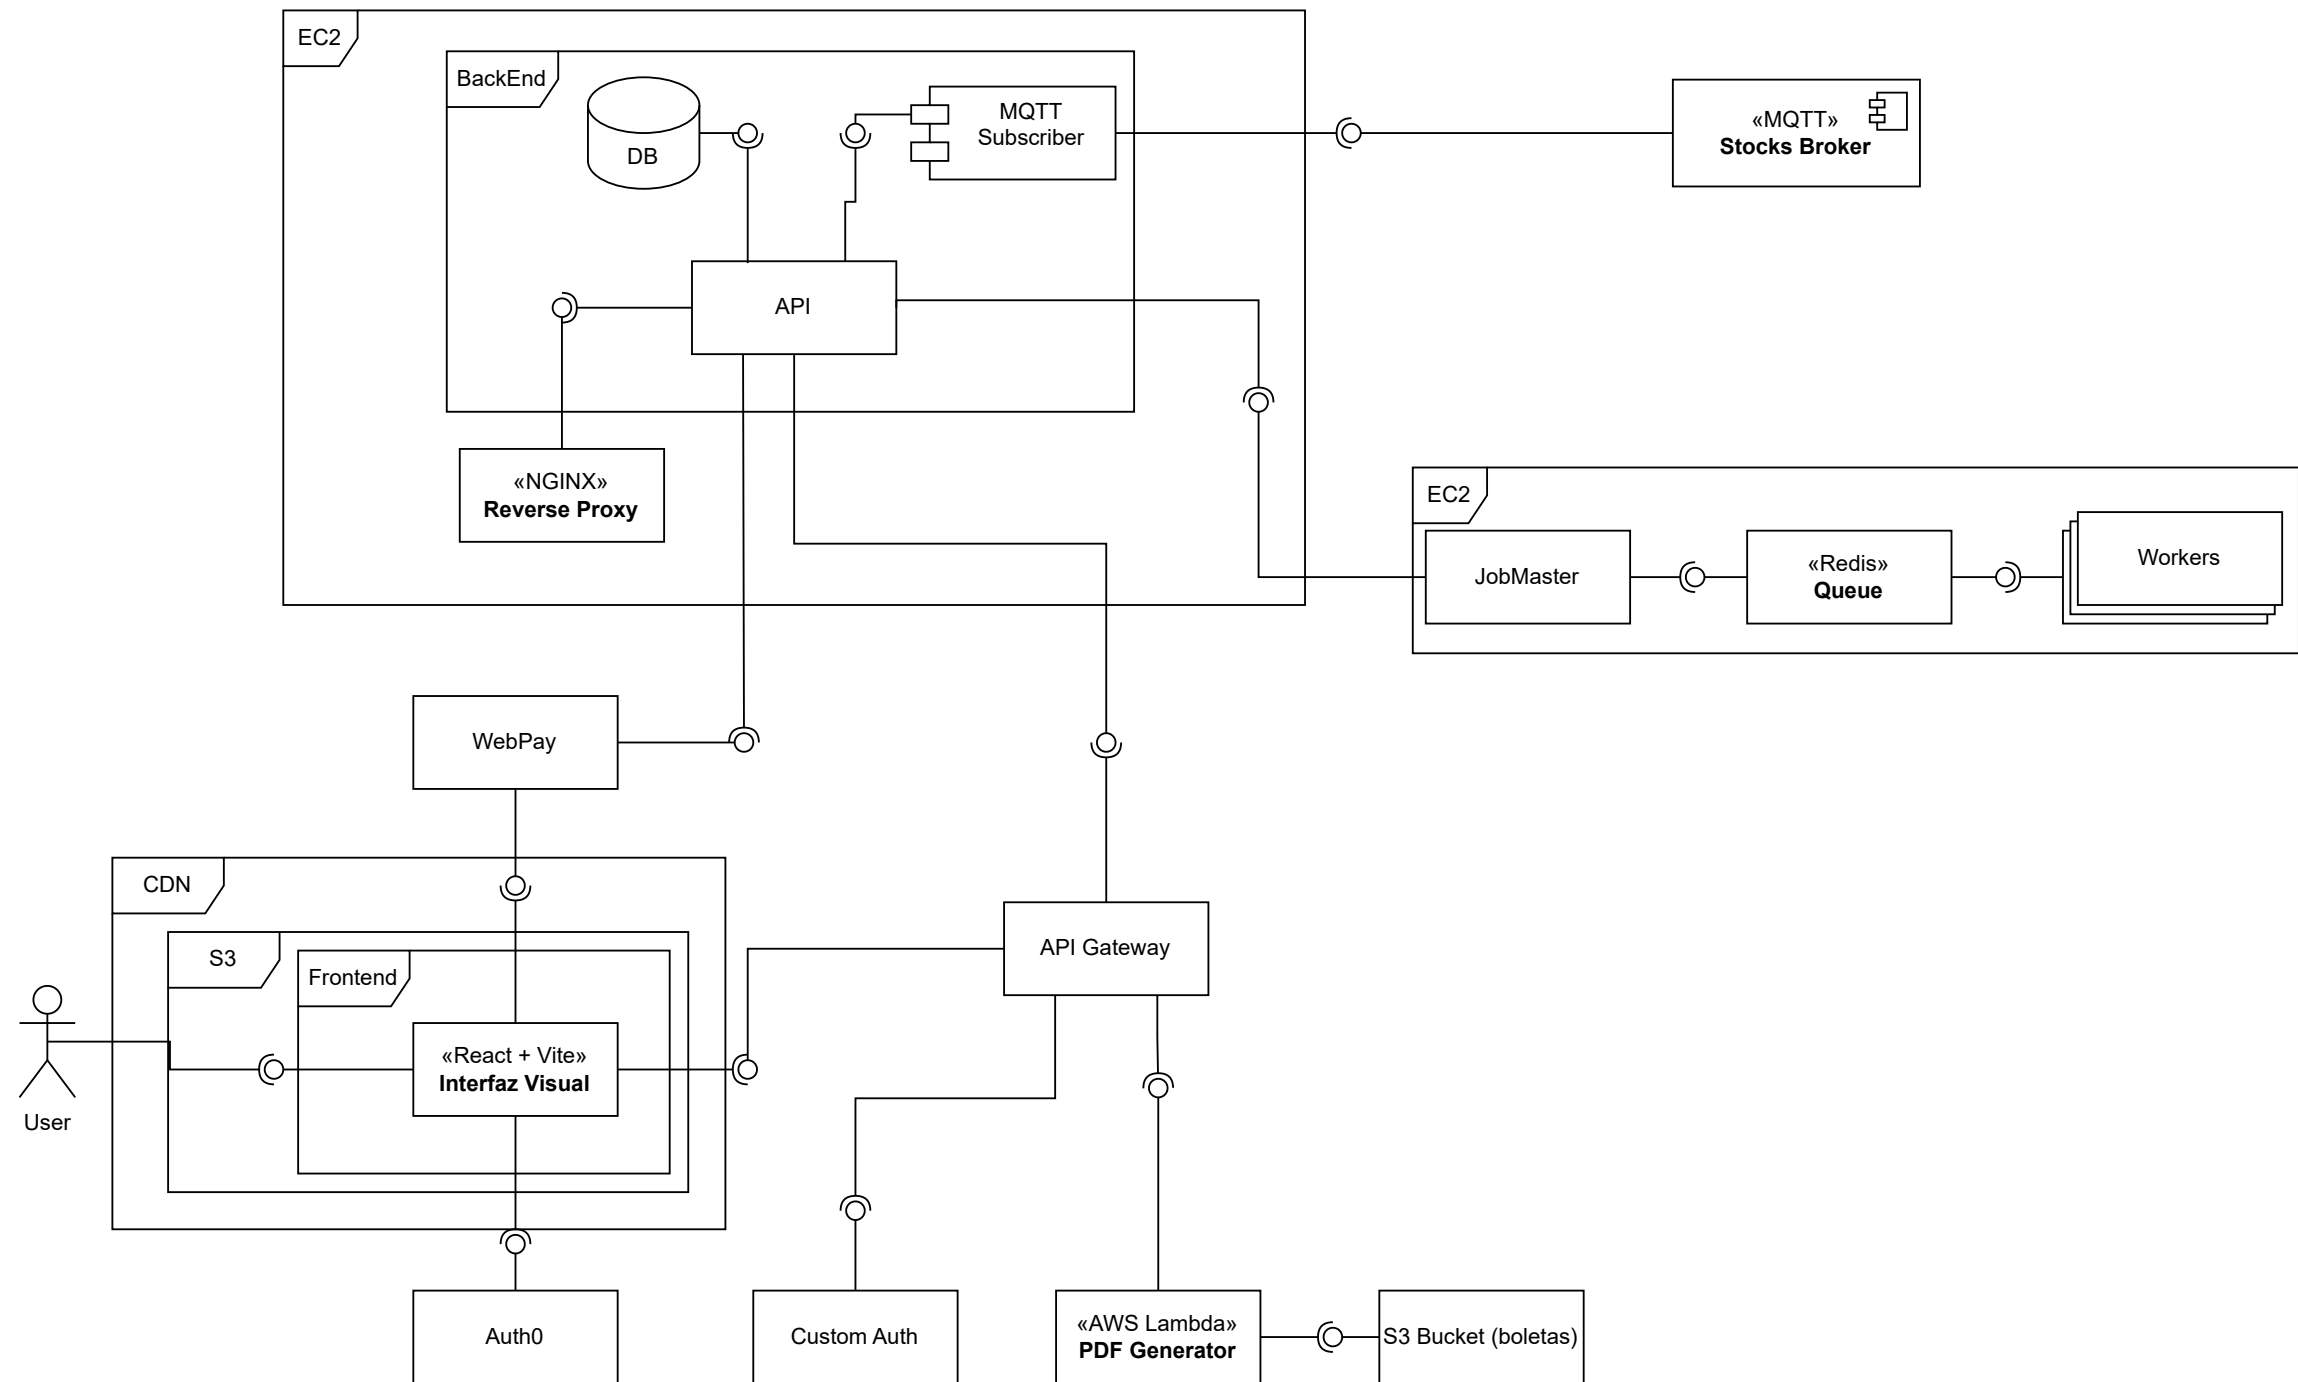 EC2
BackEnd
DB
MQTT
Subscriber
«MQTT»
Stocks Broker
API
«NGINX»
Reverse Proxy
EC2
JobMaster
«Redis»
Queue
Workers
WebPay
CDN
S3
Frontend
API Gateway
«React + Vite»
Interfaz Visual
User
Auth0
Custom Auth
«AWS Lambda»
PDF Generator
S3 Bucket (boletas)